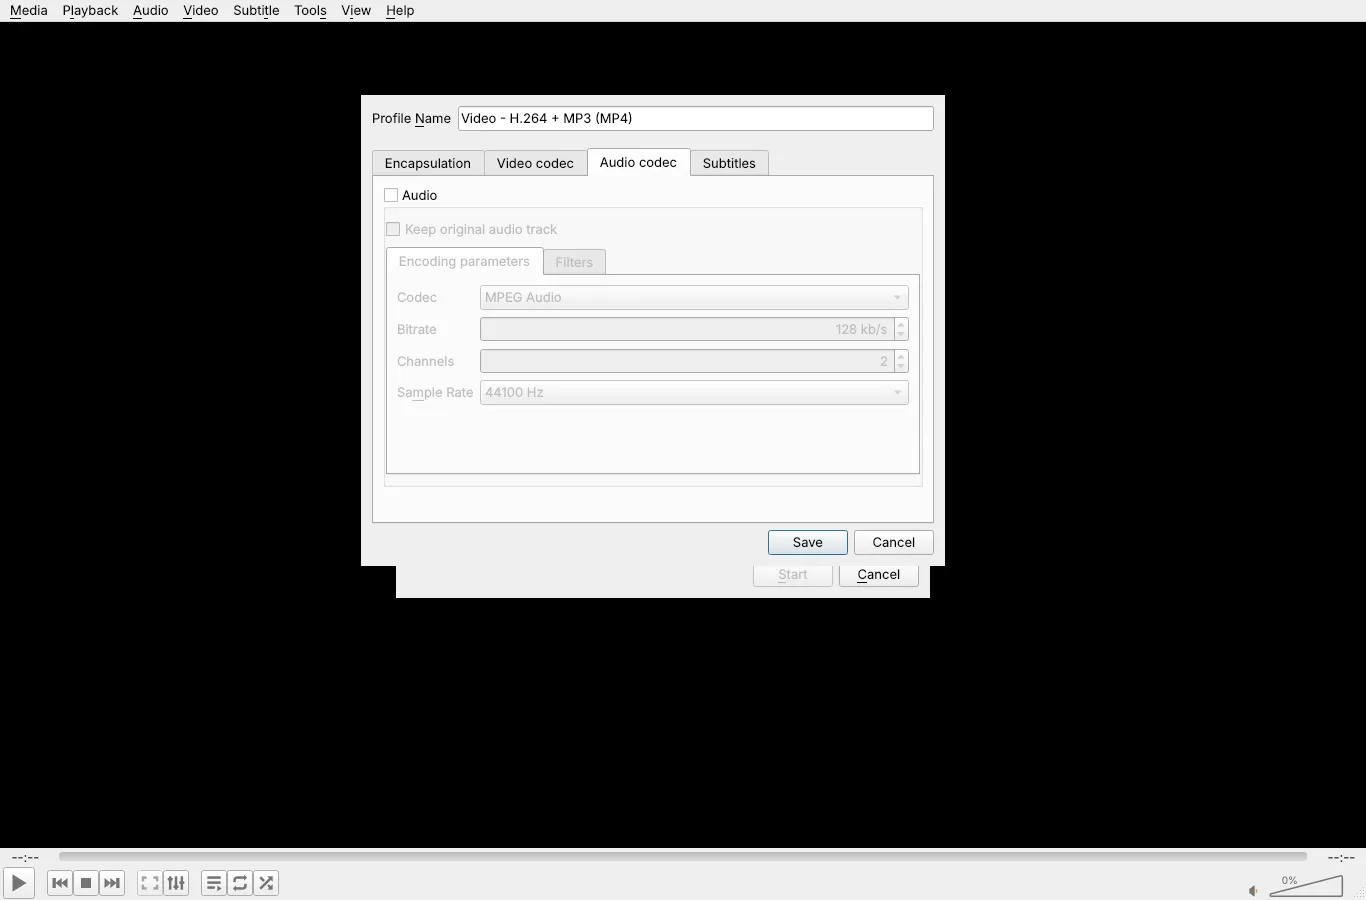 Media Playback Audio Video Subtitle Tools View Help
Profile Name Video - H.264 + MP3 (MP4)
Encapsulation Video codec Audio codec Subtitles
Audio
Keep original audio track
Encoding parameters Filters
Codec MPEG Audio
Bitrate 128 kb/s
Channels 2
Sample Rate 44100 Hz
Save Cancel
Start Cancel
--:-- --:--
0%